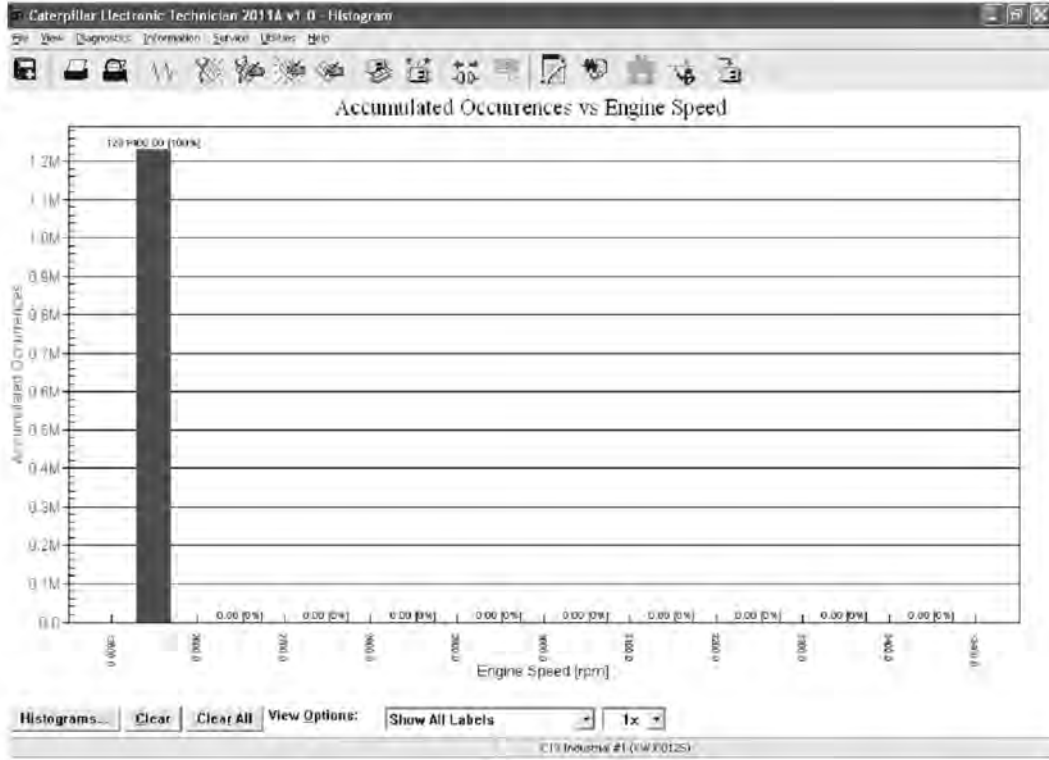 Caterpillar Electronic Technician 2011A v1.0 - Histogram
File View Diagnostics Information Service Utilities Help
Accumulated Occurrences vs Engine Speed
[100%]
1.2M
1.1M
1.0M
0.9M
0.8M
0.7M
0.6M
0.5M
0.4M
0.3M
0.2M
0.1M
0.0
Accumulated Occurrences
0.00 [0%] 0.00 [0%] 0.00 [0%] 0.00 [0%] 0.00 [0%] 0.00 [0%] 0.00 [0%] 0.00 [0%] 0.00 [0%]
Engine Speed [rpm]
Histograms... Clear Clear All View Options: Show All Labels 1x
Industrial #1